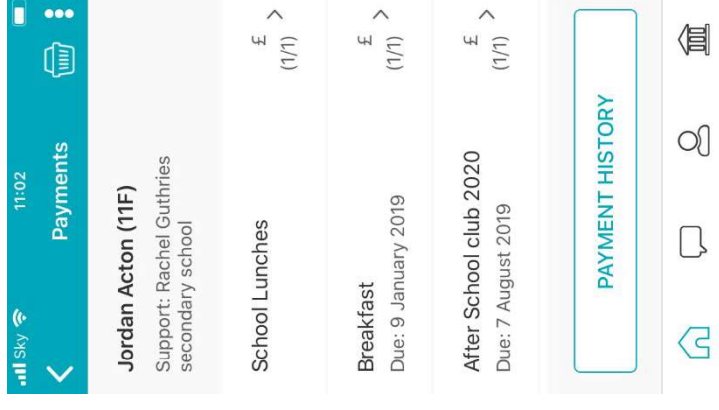 Sky 11:02
Payments
Jordan Acton (11F)
Support: Rachel Guthries
secondary school
School Lunches £
(1/1)
Breakfast £
Due: 9 January 2019 (1/1)
After School club 2020 £
Due: 7 August 2019 (1/1)
PAYMENT HISTORY